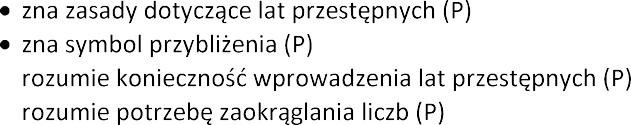 • zna zasady dotyczące lat przestępnych (P)
• zna symbol przybliżenia (P)
rozumie konieczność wprowadzenia lat przestępnych (P)
rozumie potrzebę zaokrąglania liczb (P)